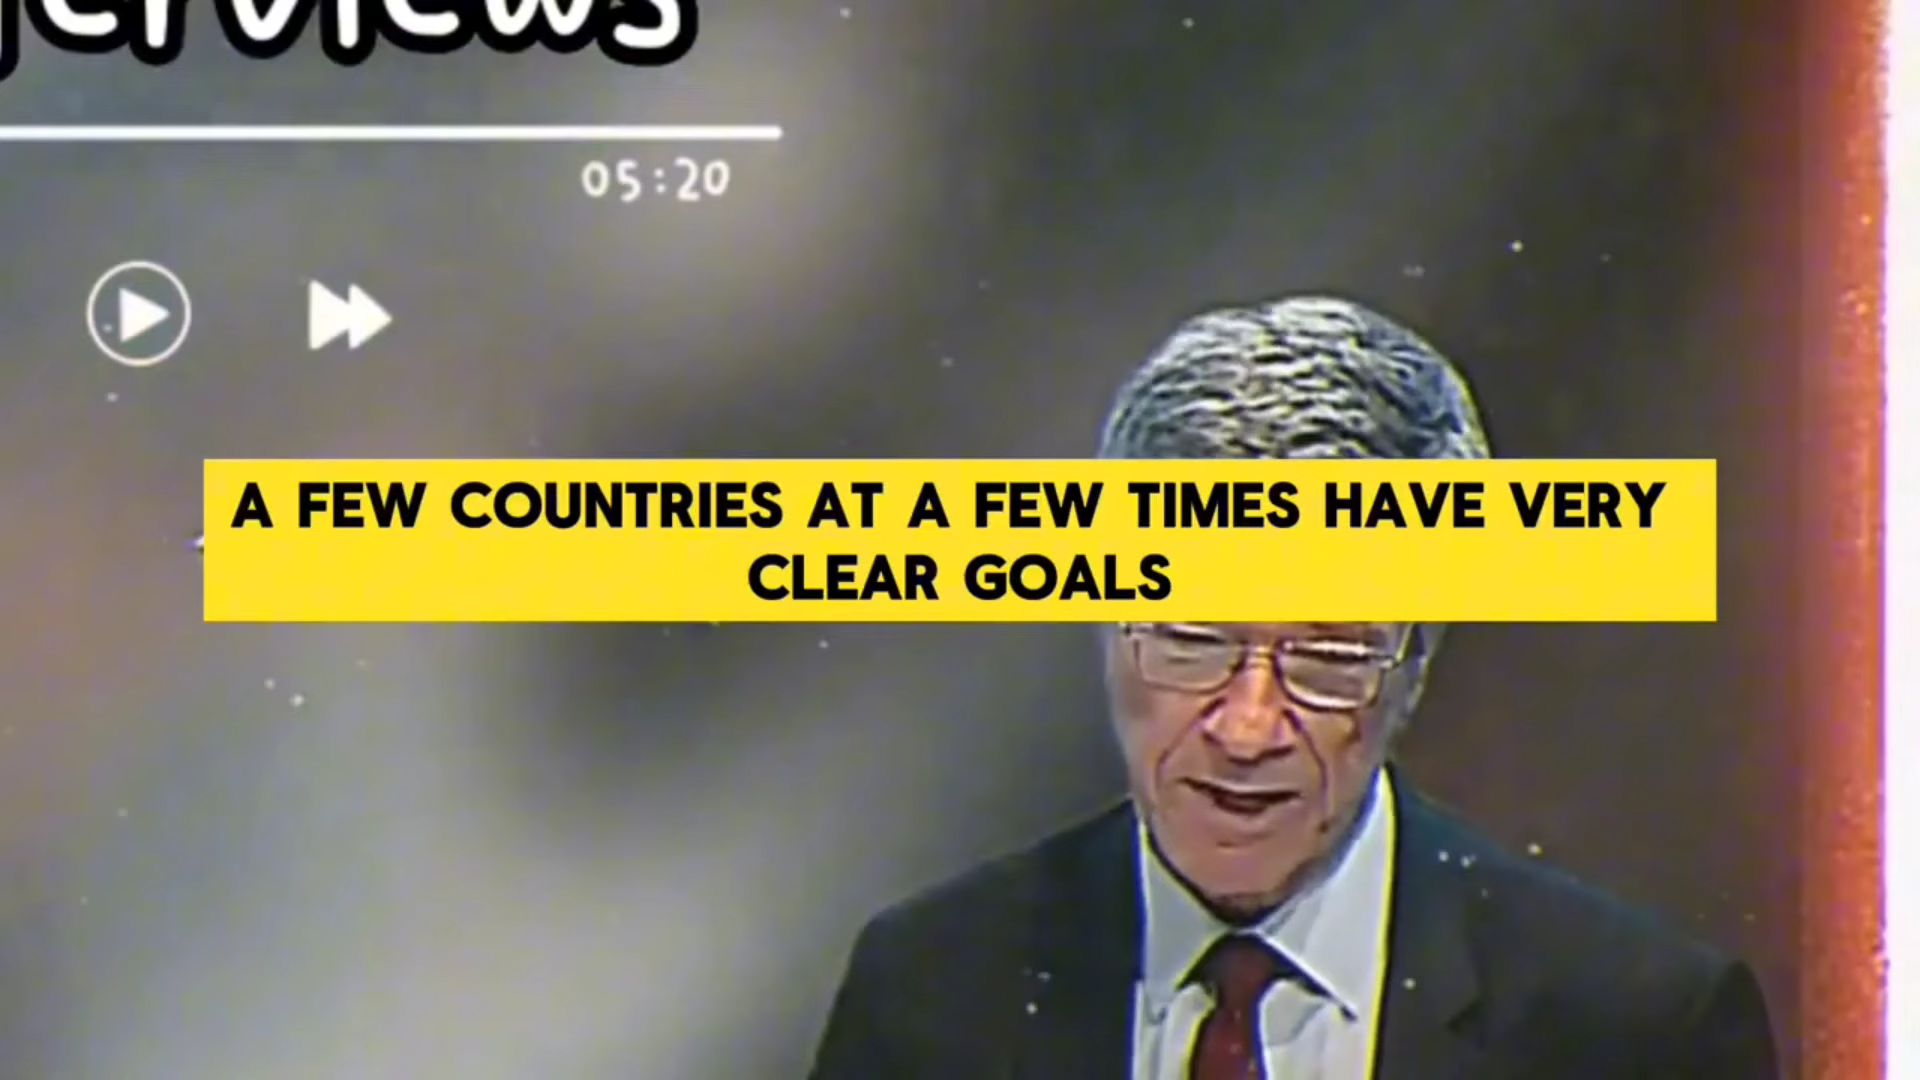 05:20
A FEW COUNTRIES AT A FEW TIMES HAVE VERY
CLEAR GOALS